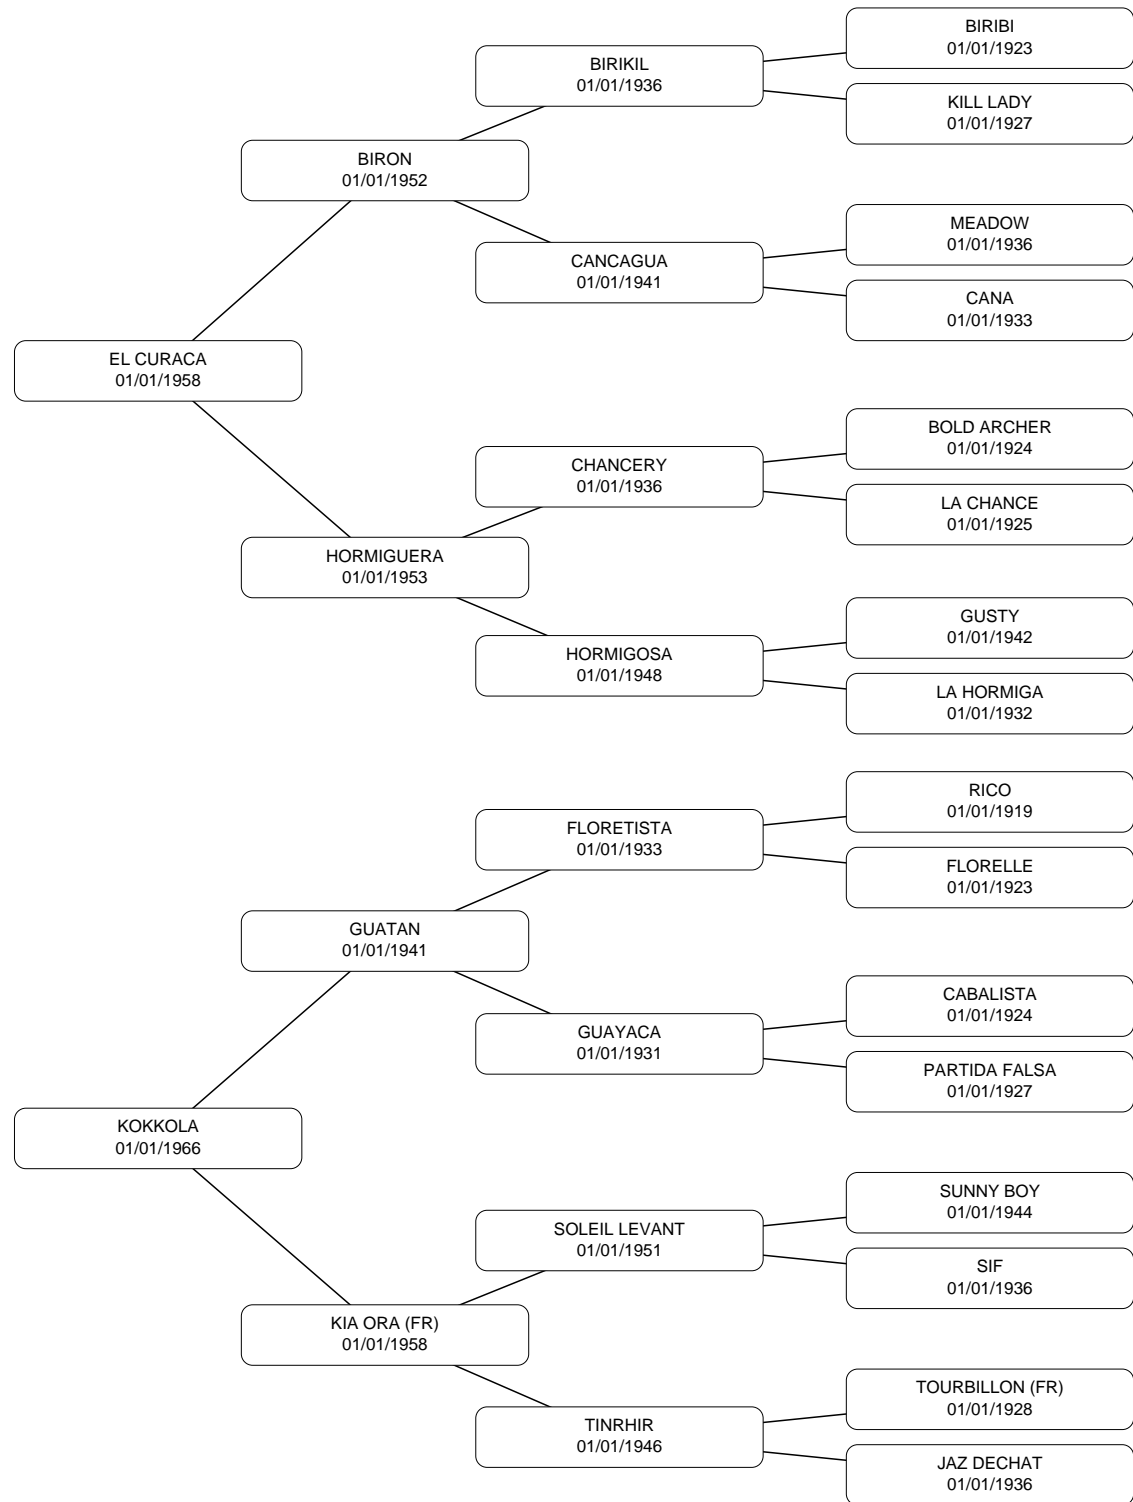 BIRIBI
01/01/1923
BIRIKIL
01/01/1936
KILL LADY
01/01/1927
BIRON
01/01/1952
MEADOW
01/01/1936
CANCAGUA
01/01/1941
CANA
01/01/1933
EL CURACA
01/01/1958
BOLD ARCHER
01/01/1924
CHANCERY
01/01/1936
LA CHANCE
01/01/1925
HORMIGUERA
01/01/1953
GUSTY
01/01/1942
HORMIGOSA
01/01/1948
LA HORMIGA
01/01/1932
RICO
01/01/1919
FLORETISTA
01/01/1933
FLORELLE
01/01/1923
GUATAN
01/01/1941
CABALISTA
01/01/1924
GUAYACA
01/01/1931
PARTIDA FALSA
01/01/1927
KOKKOLA
01/01/1966
SUNNY BOY
01/01/1944
SOLEIL LEVANT
01/01/1951
SIF
01/01/1936
KIA ORA (FR)
01/01/1958
TOURBILLON (FR)
01/01/1928
TINRHIR
01/01/1946
JAZ DECHAT
01/01/1936